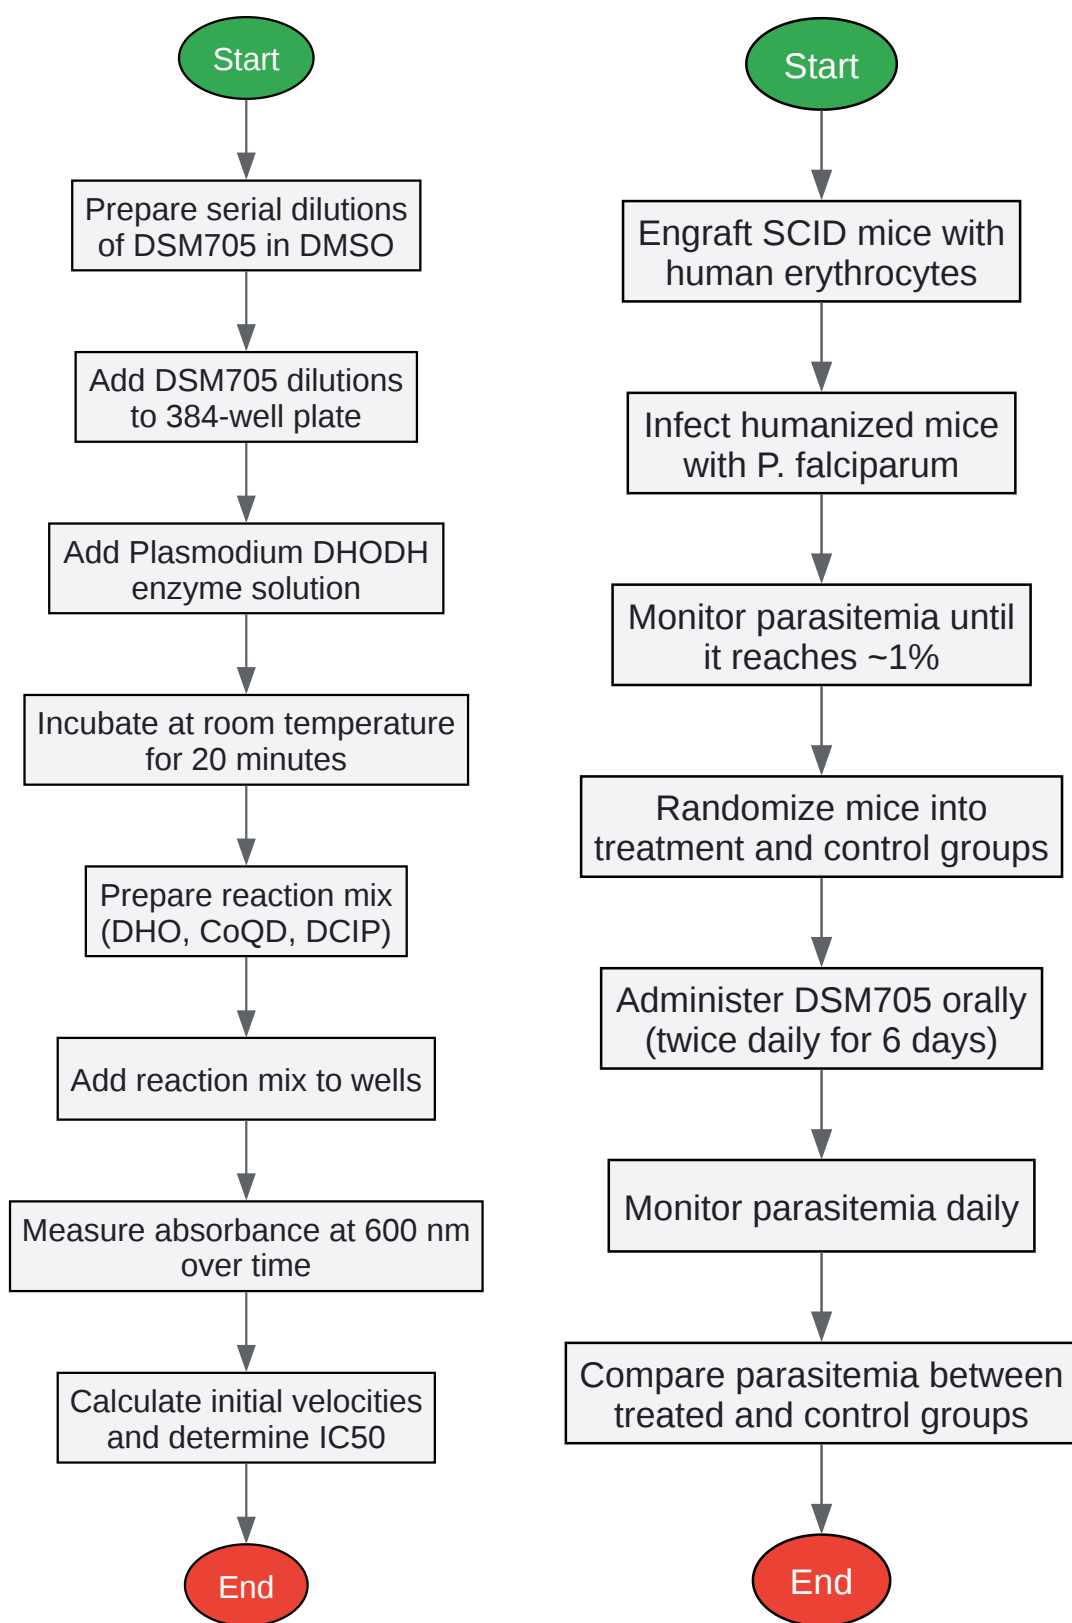 Start
Prepare serial dilutions
of DSM705 in DMSO
Add DSM705 dilutions
to 384-well plate
Add Plasmodium DHODH
enzyme solution
Incubate at room temperature
for 20 minutes
Prepare reaction mix
(DHO, CoQD, DCIP)
Add reaction mix to wells
Measure absorbance at 600 nm
over time
Calculate initial velocities
and determine IC50
End
Start
Engraft SCID mice with
human erythrocytes
Infect humanized mice
with P. falciparum
Monitor parasitemia until
it reaches ~1%
Randomize mice into
treatment and control groups
Administer DSM705 orally
(twice daily for 6 days)
Monitor parasitemia daily
Compare parasitemia between
treated and control groups
End